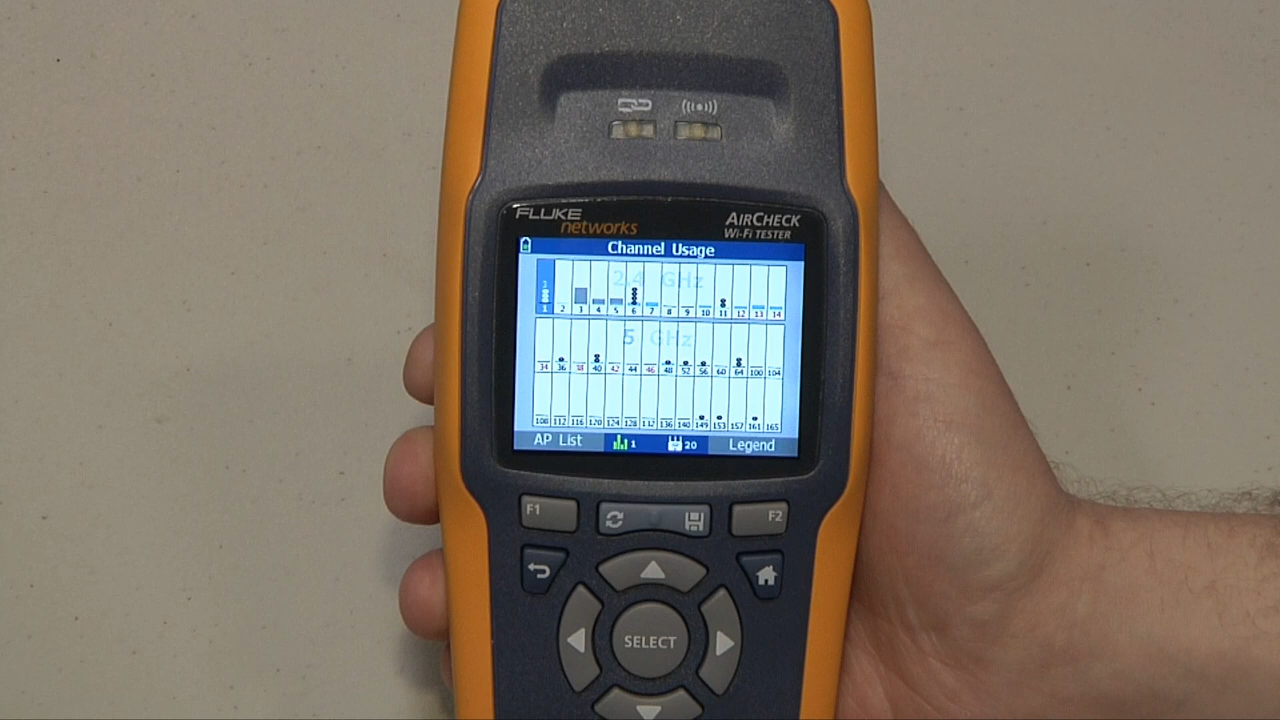 FLUKE
networks
AIRCHECK
WI-FI TESTER
Channel Usage
2.4 GHz
1 2 3 4 5 6 7 8 9 10 11 12 13 14
5 GHz
34 36 38 40 42 44 46 48 52 56 60 64 100 104
108 112 116 120 124 128 132 136 140 149 153 157 161 165
AP List 1 20 Legend
F1 F2
SELECT